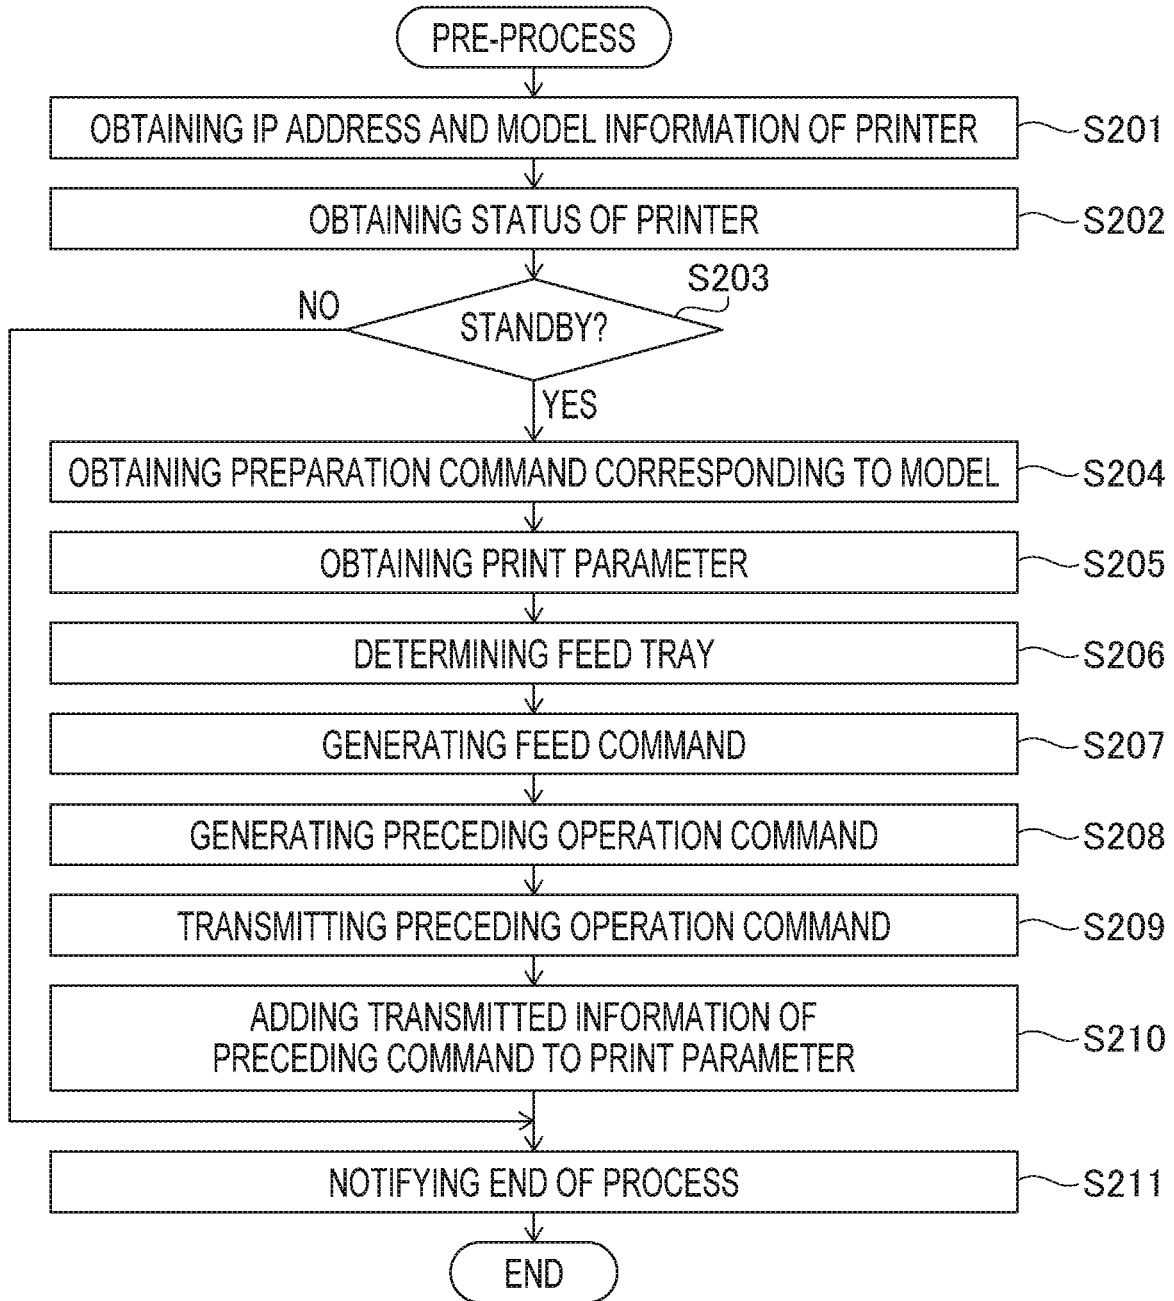 PRE-PROCESS
OBTAINING IP ADDRESS AND MODEL INFORMATION OF PRINTER
S201
OBTAINING STATUS OF PRINTER
S202
S203
NO
STANDBY?
YES
OBTAINING PREPARATION COMMAND CORRESPONDING TO MODEL
S204
OBTAINING PRINT PARAMETER
S205
DETERMINING FEED TRAY
S206
GENERATING FEED COMMAND
S207
GENERATING PRECEDING OPERATION COMMAND
S208
TRANSMITTING PRECEDING OPERATION COMMAND
S209
ADDING TRANSMITTED INFORMATION OF
PRECEDING COMMAND TO PRINT PARAMETER
S210
NOTIFYING END OF PROCESS
S211
END